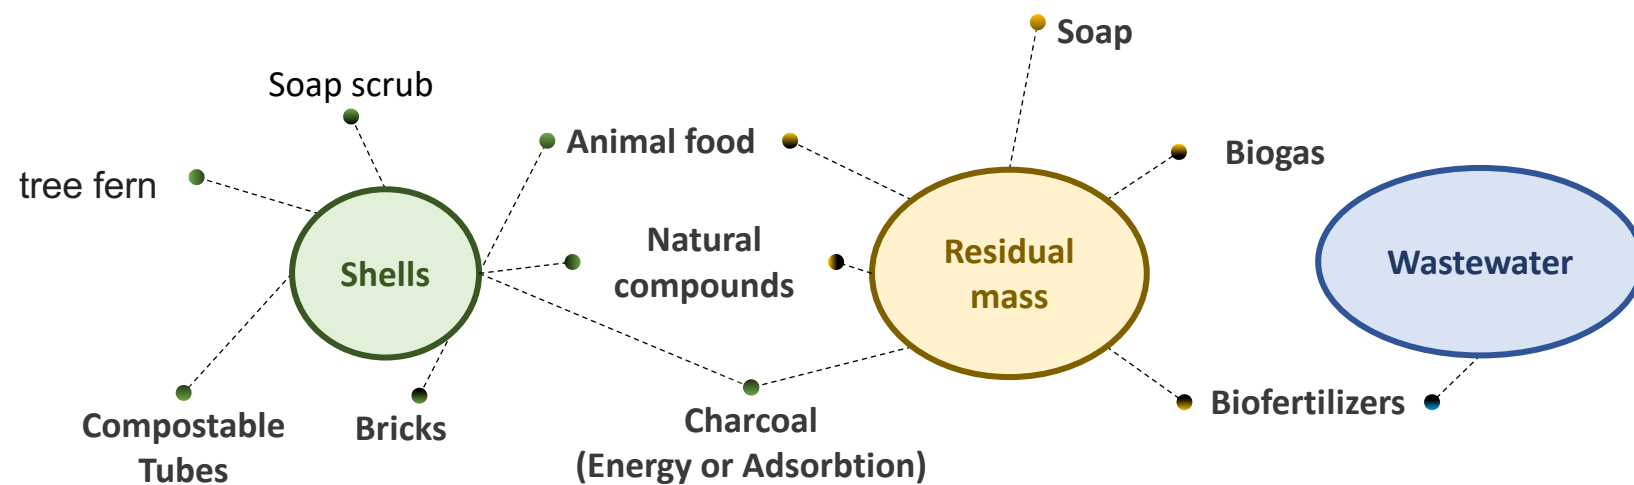 Soap
Soap scrub
Animal food
Biogas
tree fern
Natural
compounds
Residual
mass
Shells
Wastewater
Compostable
Tubes
Bricks
Charcoal
(Energy or Adsorbtion)
Biofertilizers